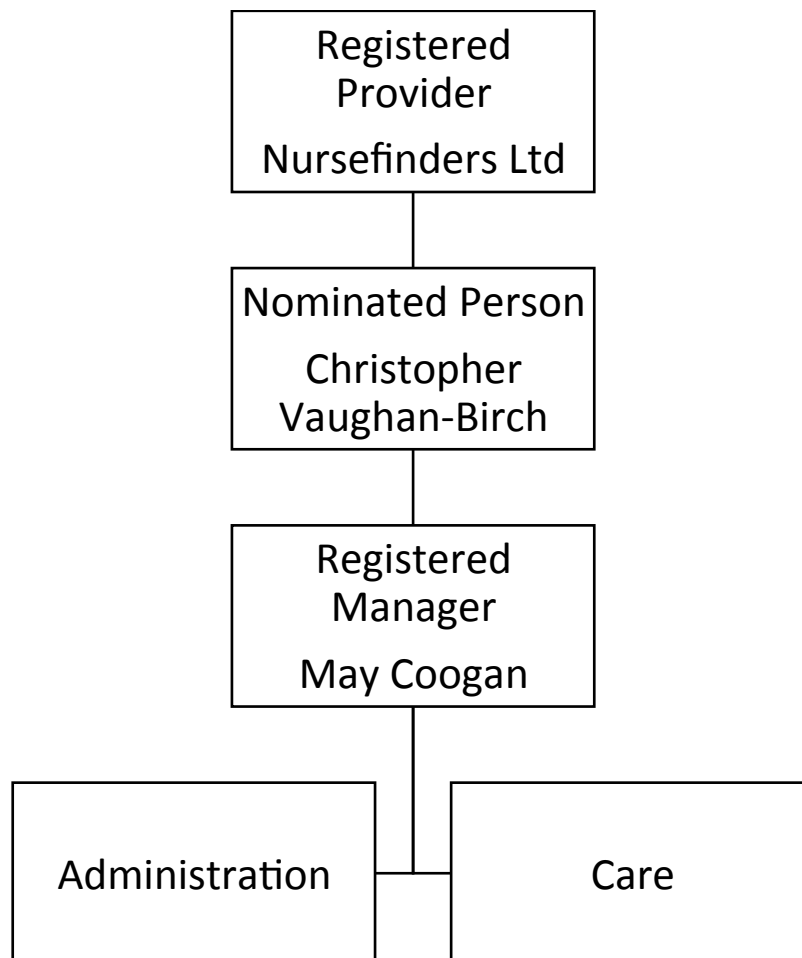 Registered
Provider
Nursefinders Ltd
Nominated Person
Christopher
Vaughan-Birch
Registered
Manager
May Coogan
Administration
Care